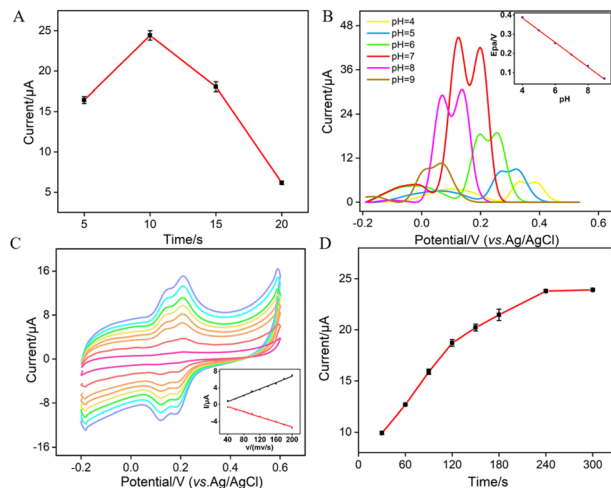 A
Current/μA
25
20
15
10
5
5
10
15
20
Time/s
B
Current/μA
48
36
24
12
0
pH=4
pH=5
pH=6
pH=7
pH=8
pH=9
Epa/V
0.4
0.3
0.2
0.1
4
6
8
pH
-0.2
0.0
0.2
0.4
0.6
Potential/V (vs.Ag/AgCl)
C
Current/μA
16
8
0
-8
-16
I/μA
4
0
-4
40
80
120
160
200
v/(mv/s)
-0.2
0.0
0.2
0.4
0.6
Potential/V (vs.Ag/AgCl)
D
Current/μA
30
25
20
15
10
0
60
120
180
240
300
Time/s